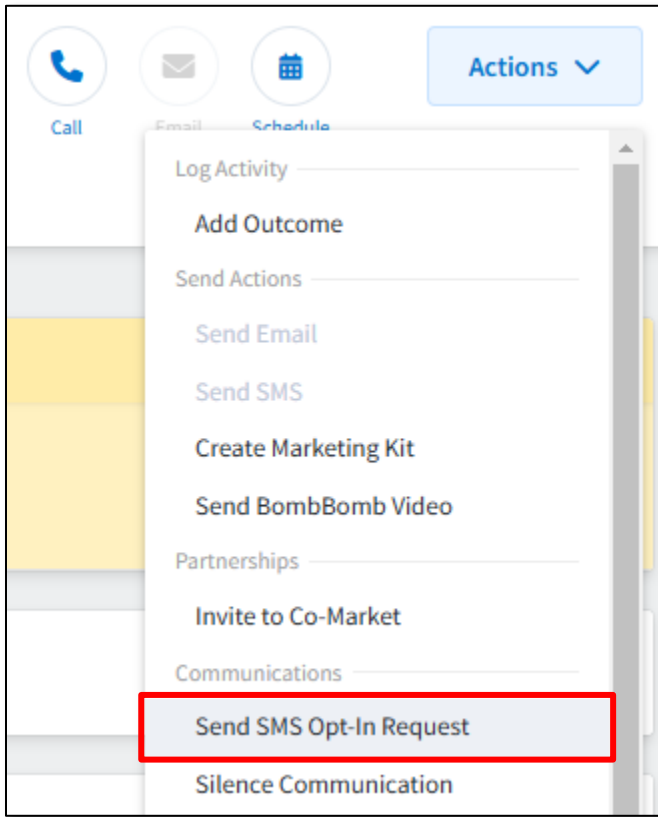 Actions
Call
Email
Schedule
Log Activity
Add Outcome
Send Actions
Send Email
Send SMS
Create Marketing Kit
Send BombBomb Video
Partnerships
Invite to Co-Market
Communications
Send SMS Opt-In Request
Silence Communication